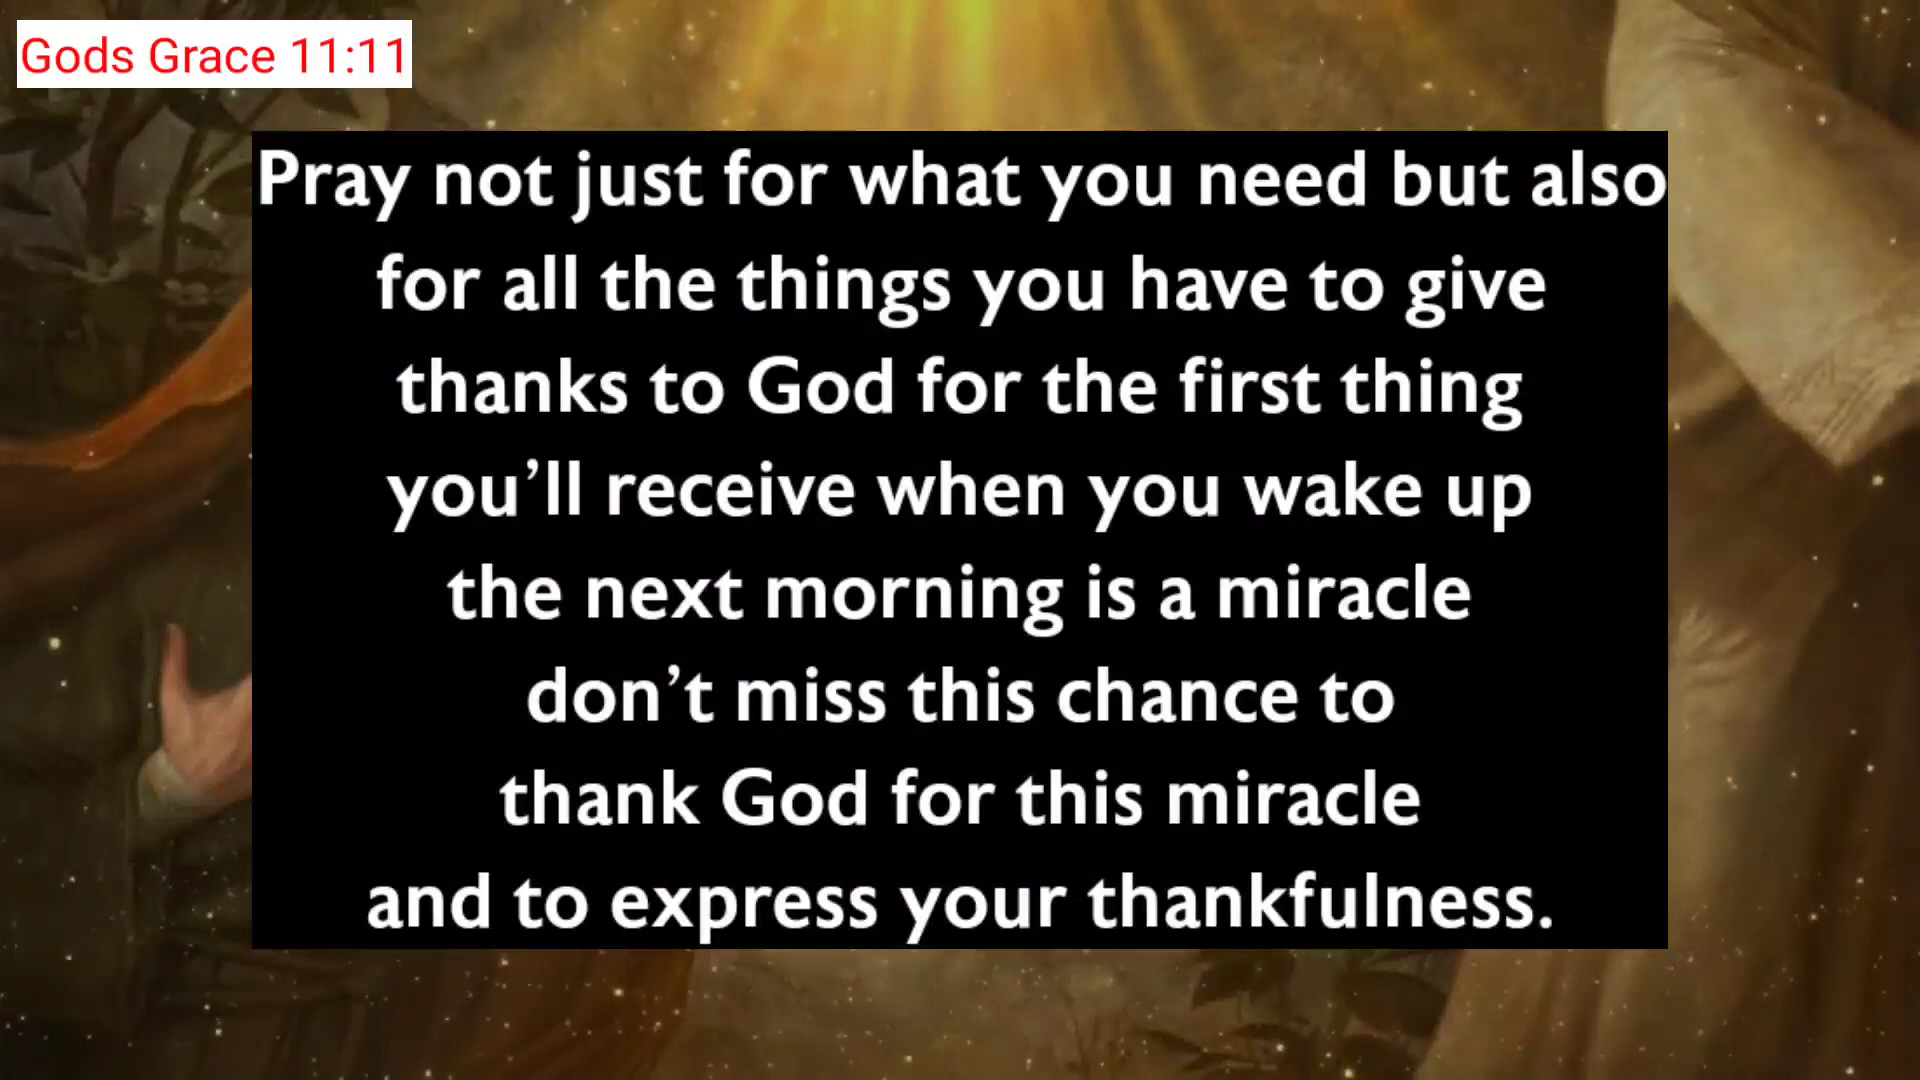 Gods Grace 11:11
Pray not just for what you need but also
for all the things you have to give
thanks to God for the first thing
you’ll receive when you wake up
the next morning is a miracle
don’t miss this chance to
thank God for this miracle
and to express your thankfulness.